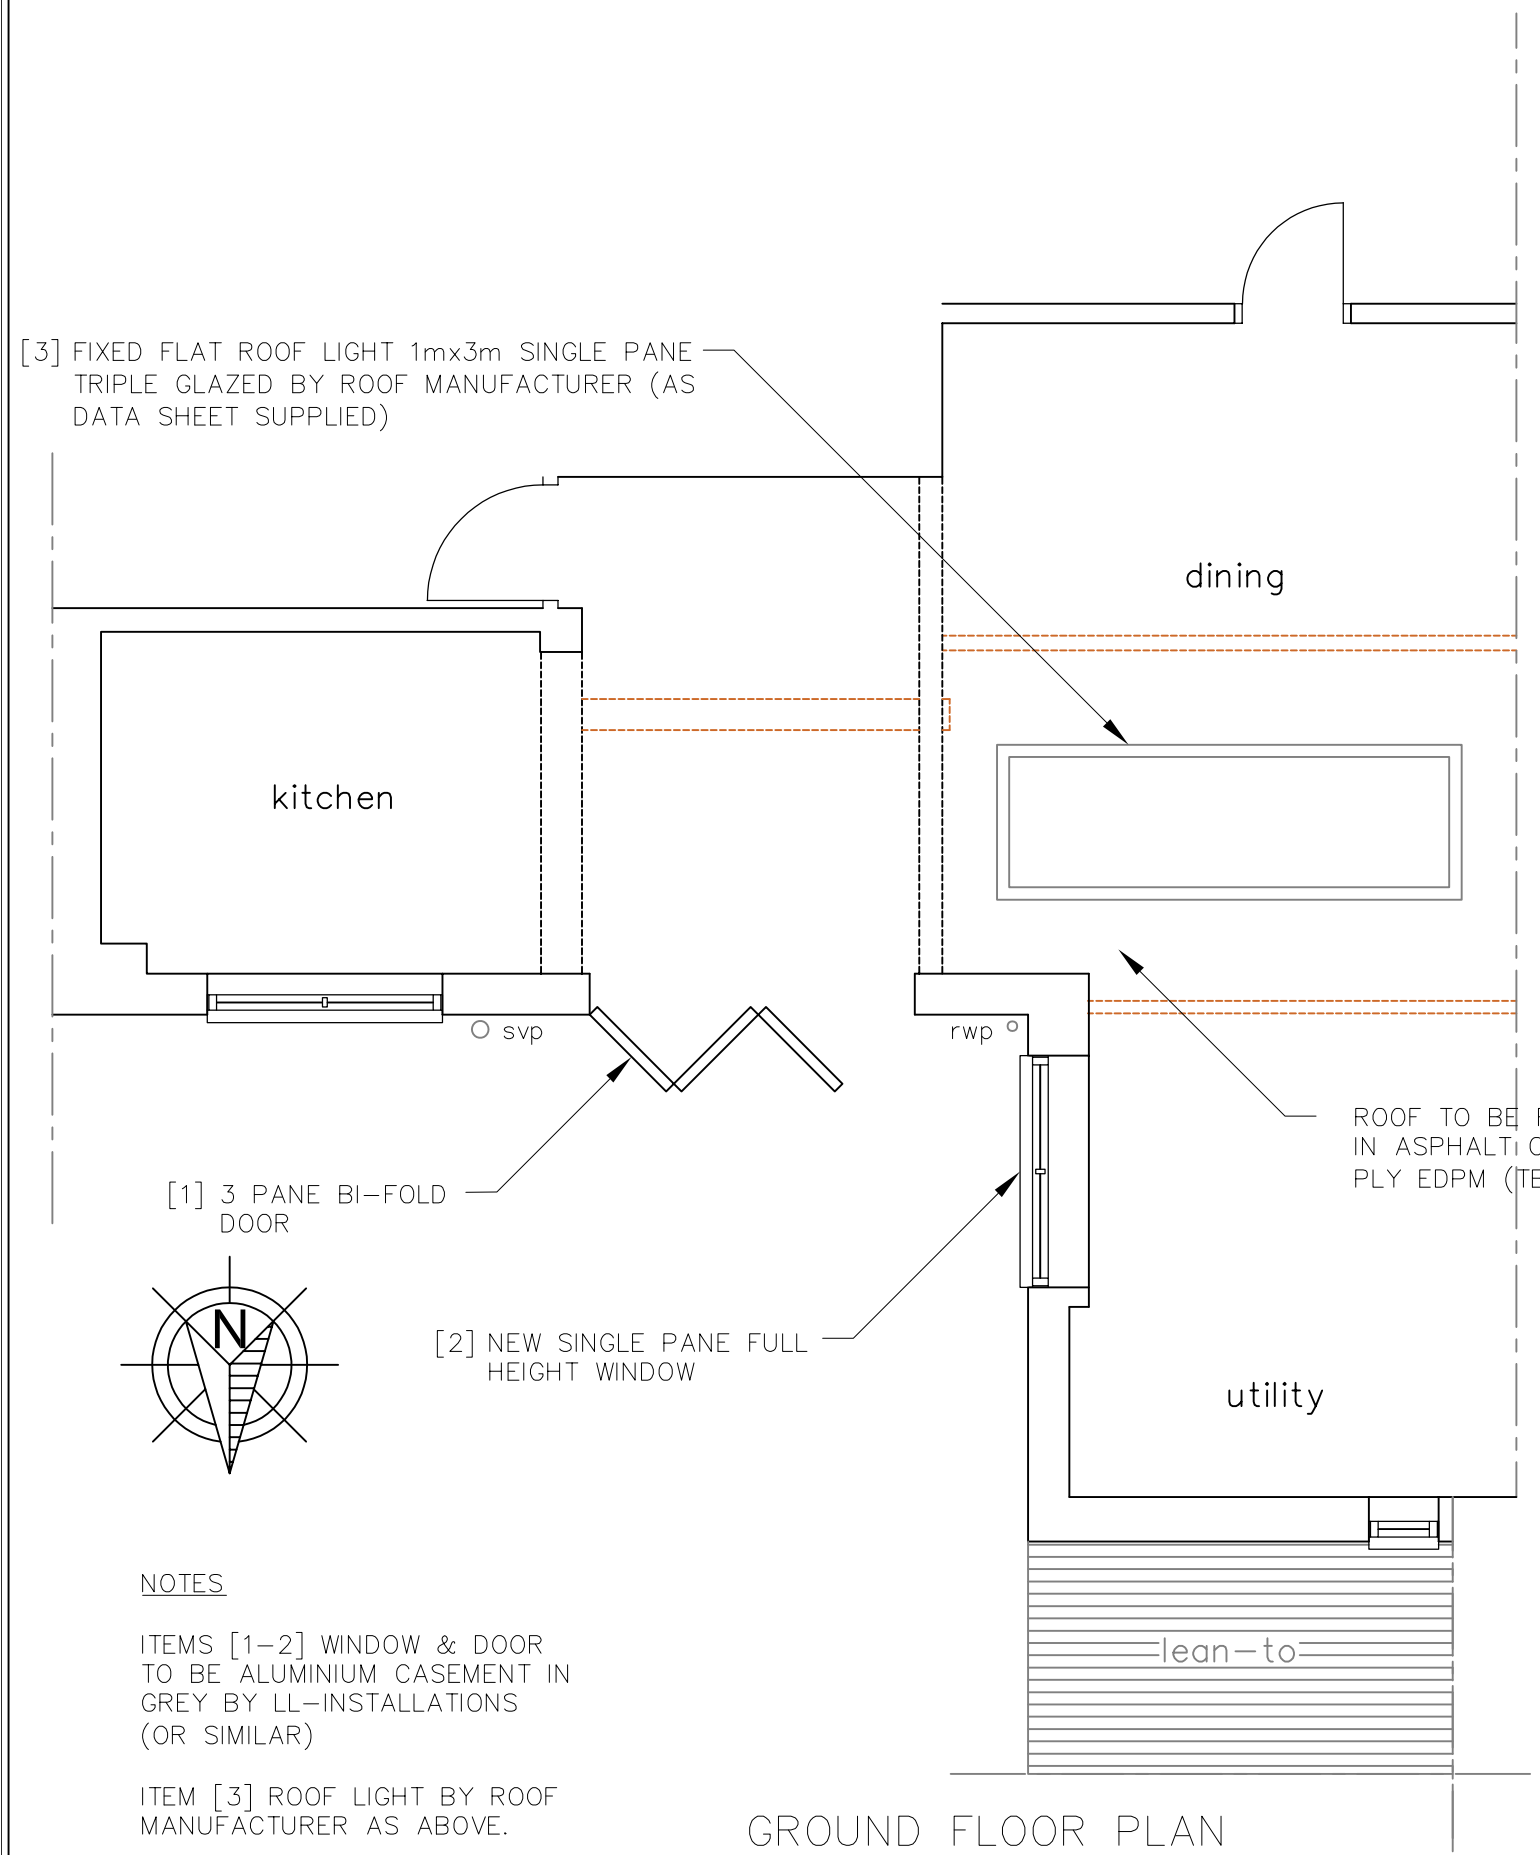 [3] FIXED FLAT ROOF LIGHT 1mx3m SINGLE PANE
TRIPLE GLAZED BY ROOF MANUFACTURER (AS
DATA SHEET SUPPLIED)
dining
kitchen
svp
rwp
ROOF TO BE
IN ASPHALT
PLY EDPM
[1] 3 PANE BI-FOLD
DOOR
N
[2] NEW SINGLE PANE FULL
HEIGHT WINDOW
utility
NOTES
ITEMS [1-2] WINDOW & DOOR
TO BE ALUMINIUM CASEMENT IN
GREY BY LL-INSTALLATIONS
(OR SIMILAR)
lean-to
ITEM [3] ROOF LIGHT BY ROOF
MANUFACTURER AS ABOVE.
GROUND FLOOR PLAN